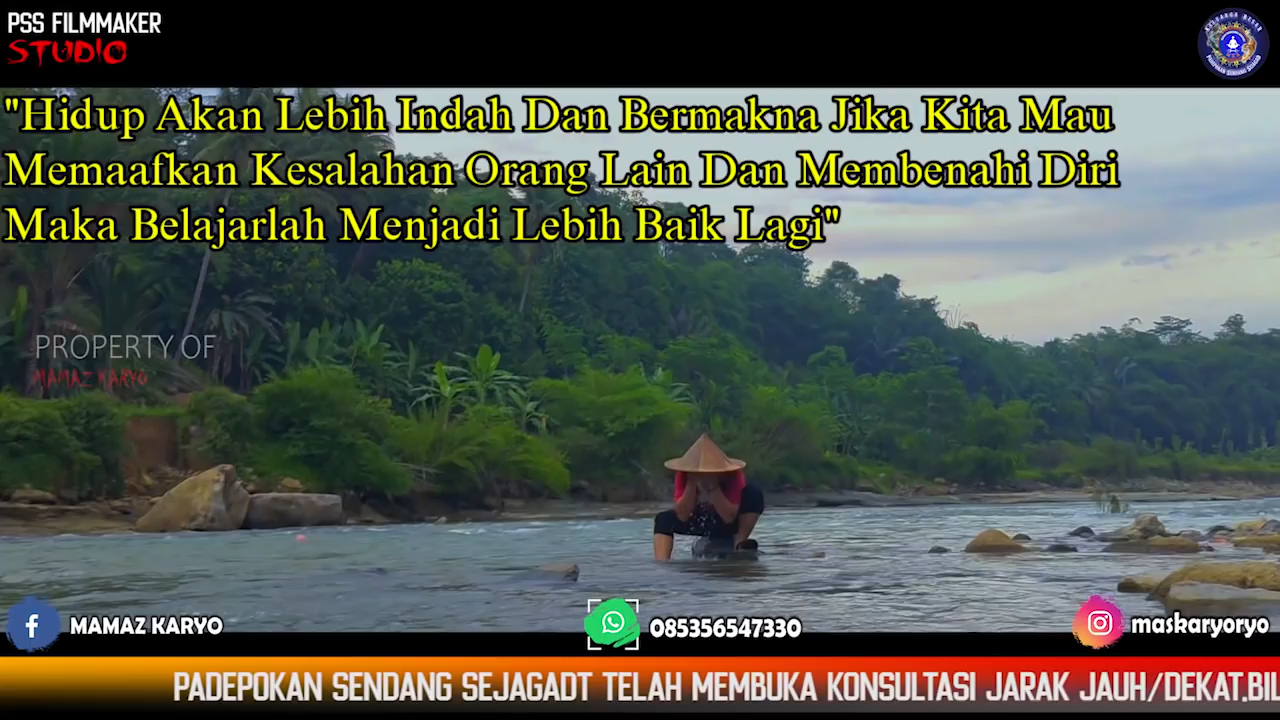 PSS FILMMAKER
STUDIO
"Hidup Akan Lebih Indah Dan Bermakna Jika Kita Mau
Memaafkan Kesalahan Orang Lain Dan Membenahi Diri
Maka Belajarlah Menjadi Lebih Baik Lagi"
PROPERTY OF
MAMAZ KARYO
MAMAZ KARYO
085356547330
maskaryoryo
PADEPOKAN SENDANG SEJAGADT TELAH MEMBUKA KONSULTASI JARAK JAUH/DEKAT.BIL